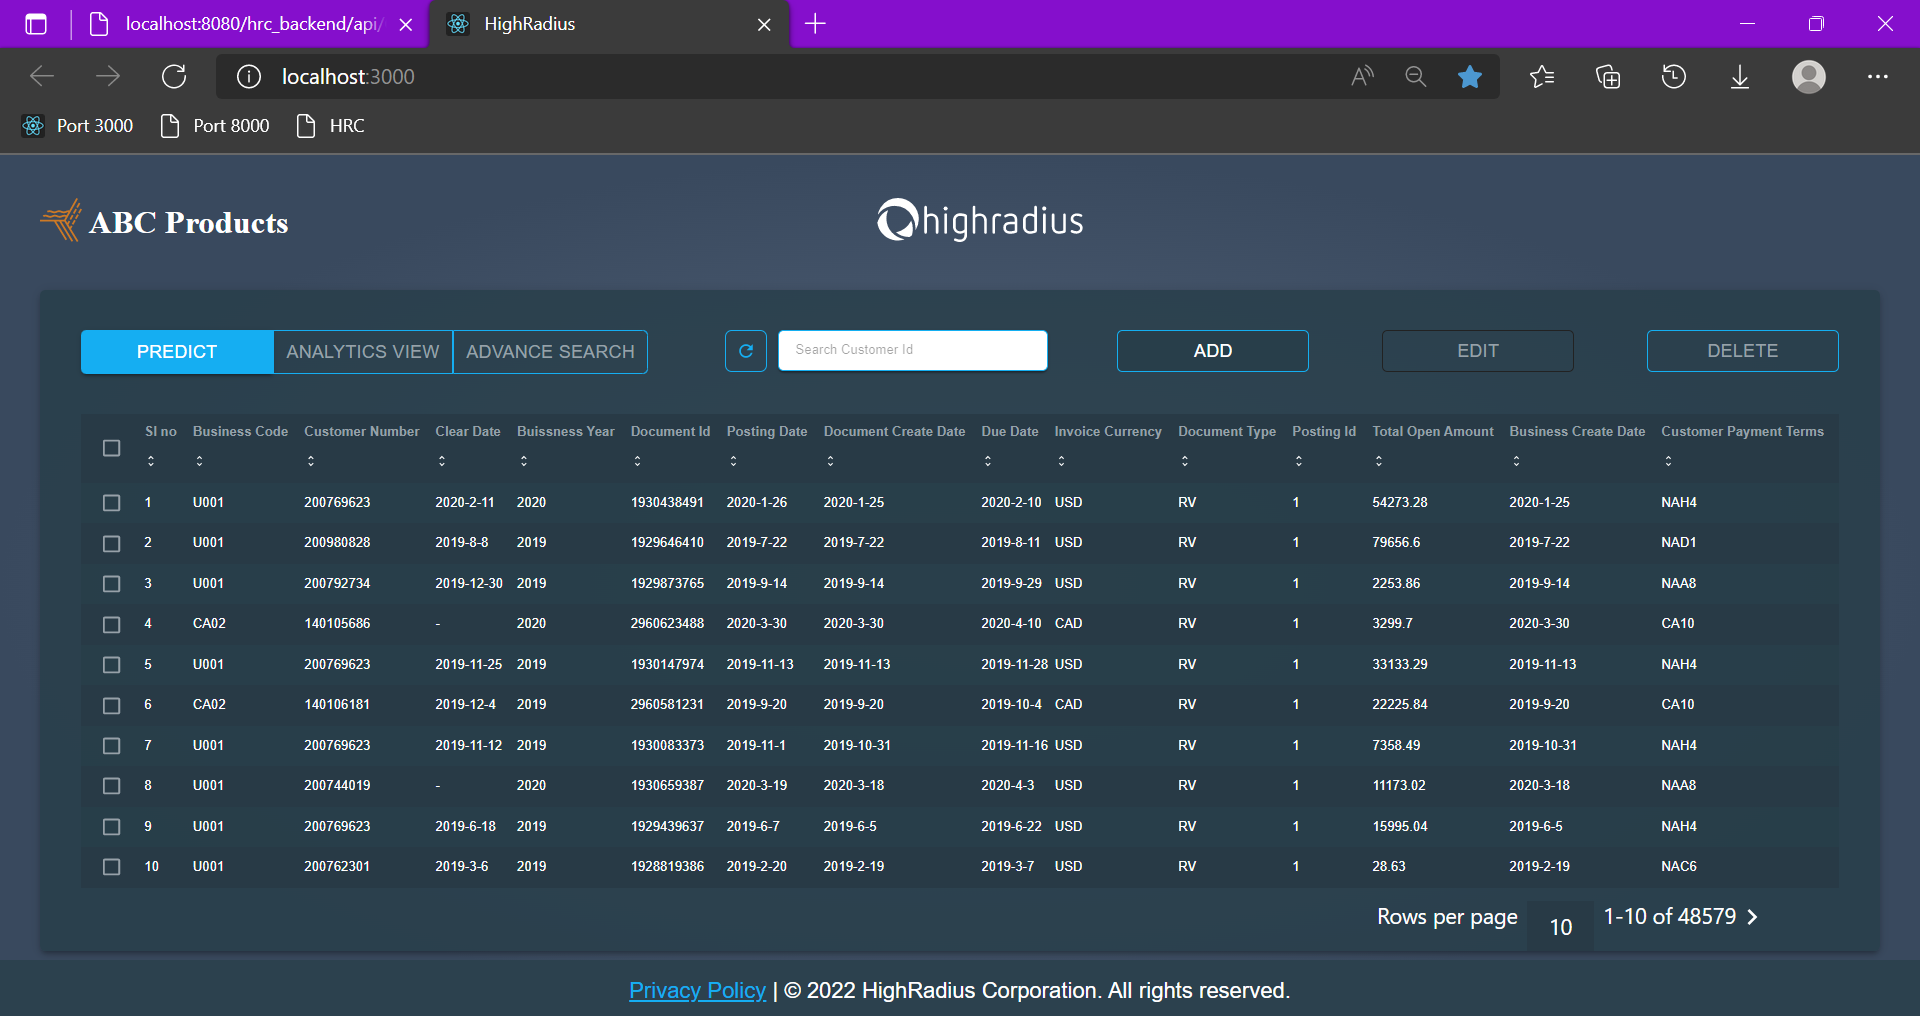 localhost:8080/hrc_backend/api/
HighRadius
localhost:3000
Port 3000 Port 8000 HRC
ABC Products
highradius
PREDICT ANALYTICS VIEW ADVANCE SEARCH Search Customer Id ADD EDIT DELETE
Sl no Business Code Customer Number Clear Date Buissness Year Document Id Posting Date Document Create Date Due Date Invoice Currency Document Type Posting Id Total Open Amount Business Create Date Customer Payment Terms
1 U001 200769623 2020-2-11 2020 1930438491 2020-1-26 2020-1-25 2020-2-10 USD RV 1 54273.28 2020-1-25 NAH4
2 U001 200980828 2019-8-8 2019 1929646410 2019-7-22 2019-7-22 2019-8-11 USD RV 1 79656.6 2019-7-22 NAD1
3 U001 200792734 2019-12-30 2019 1929873765 2019-9-14 2019-9-14 2019-9-29 USD RV 1 2253.86 2019-9-14 NAA8
4 CA02 140105686 - 2020 2960623488 2020-3-30 2020-3-30 2020-4-10 CAD RV 1 3299.7 2020-3-30 CA10
5 U001 200769623 2019-11-25 2019 1930147974 2019-11-13 2019-11-13 2019-11-28 USD RV 1 33133.29 2019-11-13 NAH4
6 CA02 140106181 2019-12-4 2019 2960581231 2019-9-20 2019-9-20 2019-10-4 CAD RV 1 22225.84 2019-9-20 CA10
7 U001 200769623 2019-11-12 2019 1930083373 2019-11-1 2019-10-31 2019-11-16 USD RV 1 7358.49 2019-10-31 NAH4
8 U001 200744019 - 2020 1930659387 2020-3-19 2020-3-18 2020-4-3 USD RV 1 11173.02 2020-3-18 NAA8
9 U001 200769623 2019-6-18 2019 1929439637 2019-6-7 2019-6-5 2019-6-22 USD RV 1 15995.04 2019-6-5 NAH4
10 U001 200762301 2019-3-6 2019 1928819386 2019-2-20 2019-2-19 2019-3-7 USD RV 1 28.63 2019-2-19 NAC6
Rows per page 10 1-10 of 48579
Privacy Policy | © 2022 HighRadius Corporation. All rights reserved.